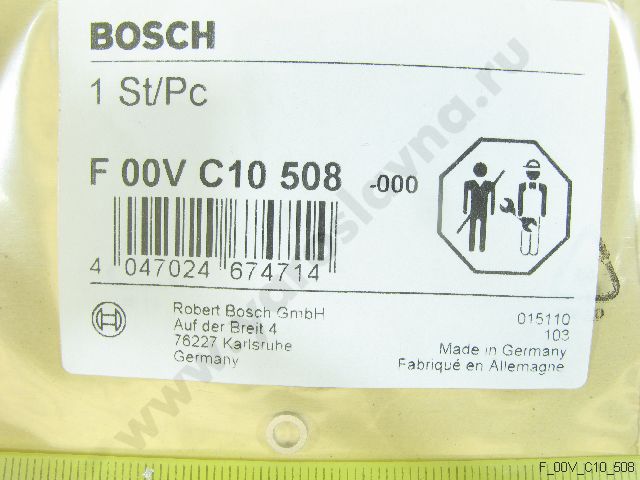 BOSCH
1 St/Pc
F 00V C10 508 -000
4 047024 674714
Robert Bosch GmbH
Auf der Breit 4
76227 Karlsruhe
Germany
015110
103
Made in Germany
Fabriqué en Allemagne
F_00V_C10_508